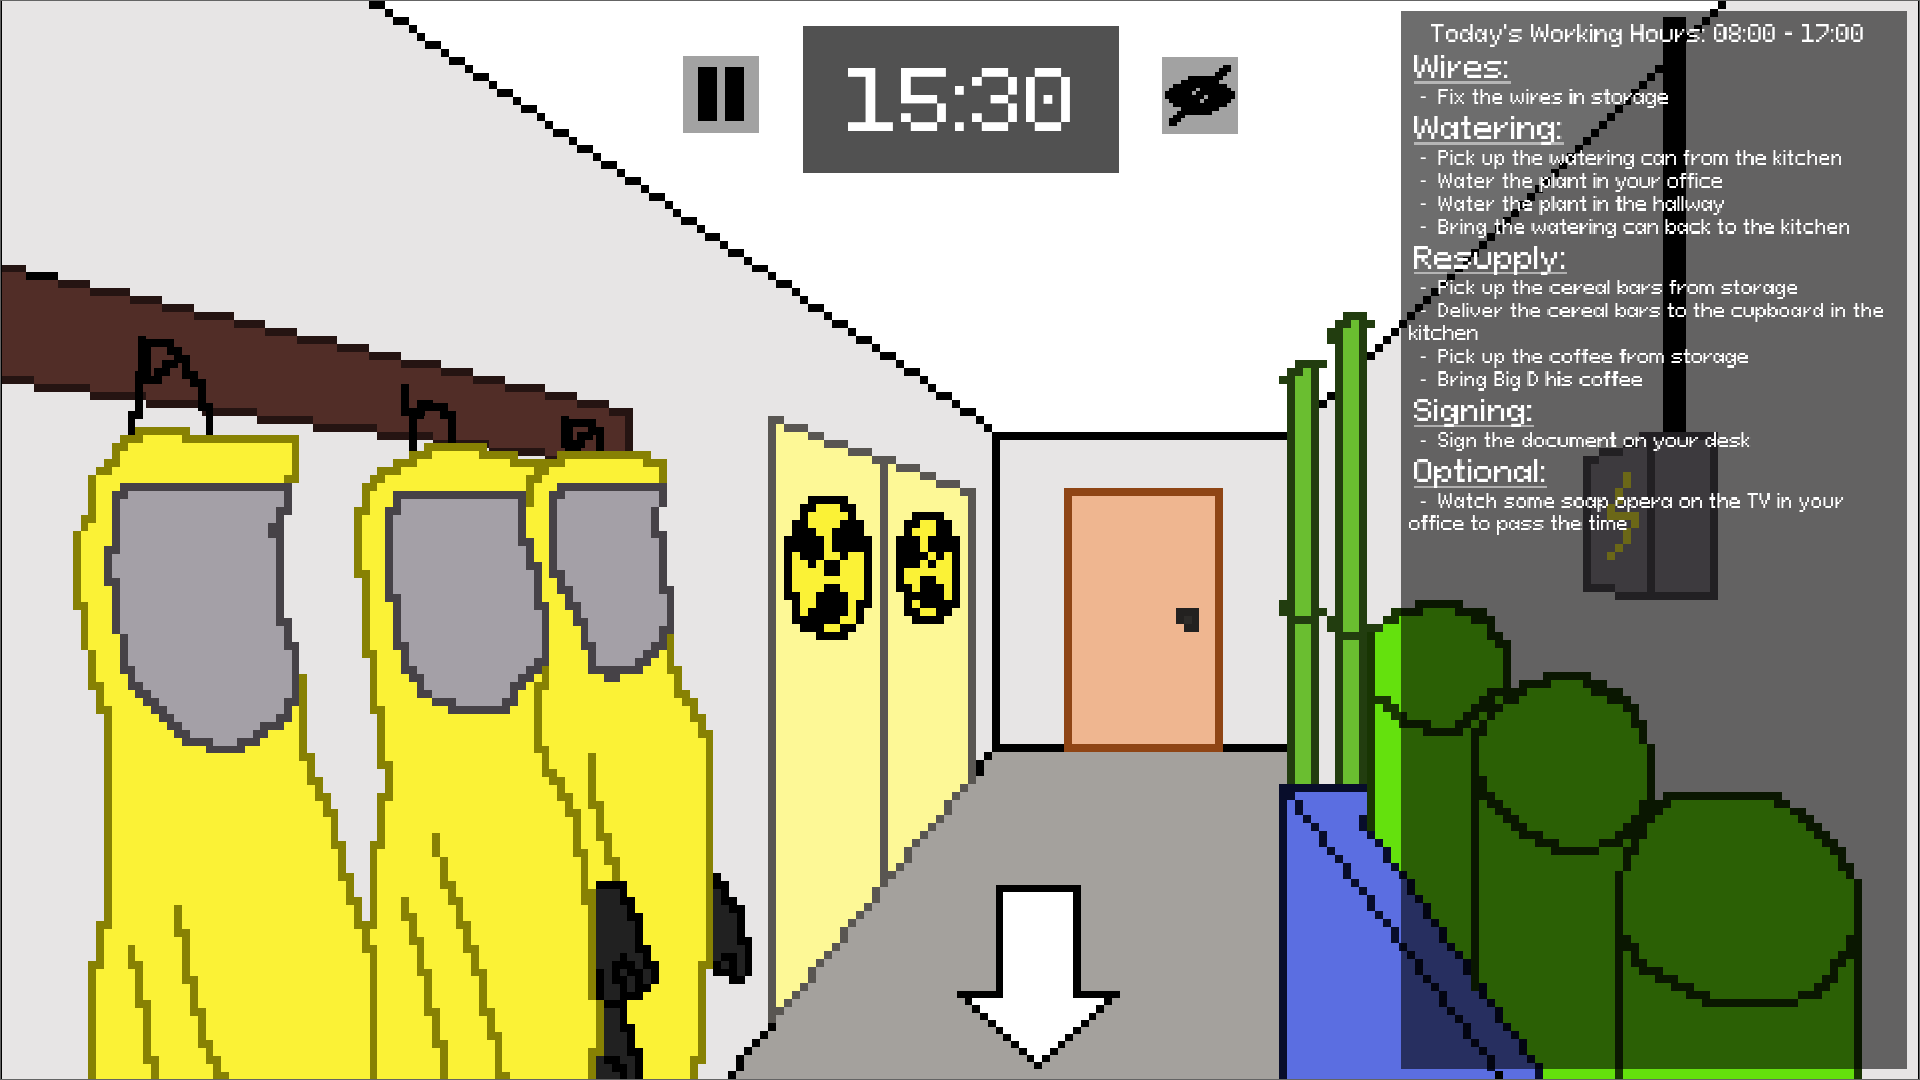 15:30
Today's Working Hours: 08:00 - 17:00
Wires:
- Fix the wires in storage
Watering:
- Pick up the watering can from the kitchen
- Water the plant in your office
- Water the plant in the hallway
- Bring the watering can back to the kitchen
Resupply:
- Pick up the cereal bars from storage
- Deliver the cereal bars to the cupboard in the
kitchen
- Pick up the coffee from storage
- Bring Big D his coffee
Signing:
- Sign the document on your desk
Optional:
- Watch some soap opera on the TV in your
office to pass the time